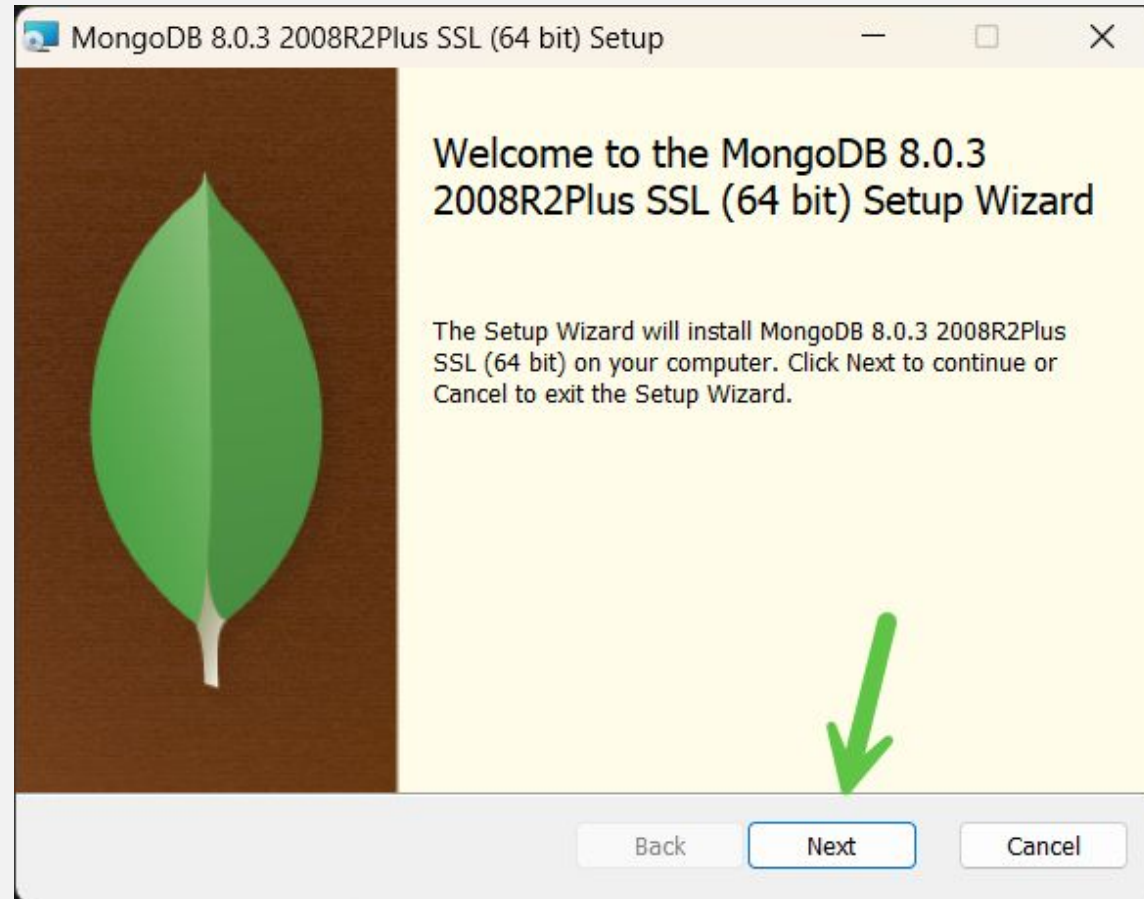 MongoDB 8.0.3 2008R2Plus SSL (64 bit) Setup
Welcome to the MongoDB 8.0.3
2008R2Plus SSL (64 bit) Setup Wizard
The Setup Wizard will install MongoDB 8.0.3 2008R2Plus
SSL (64 bit) on your computer. Click Next to continue or
Cancel to exit the Setup Wizard.
Back Next Cancel